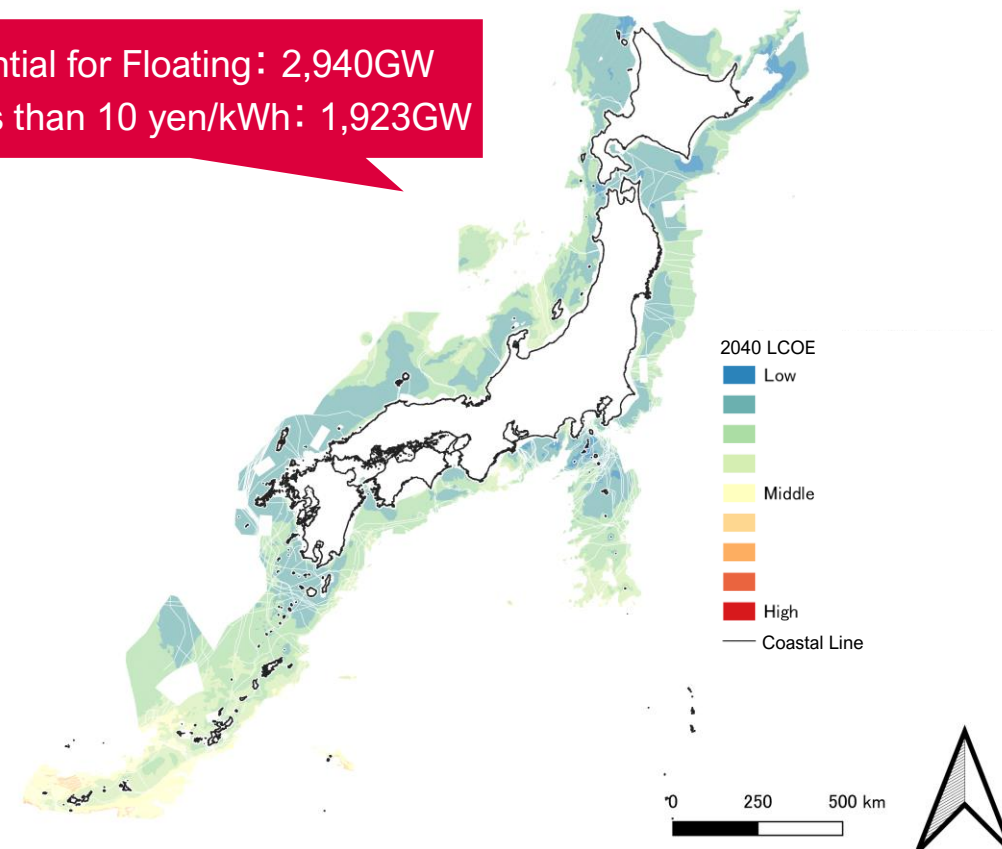 ntial for Floating：2,940GW
s than 10 yen/kWh：1,923GW
2040 LCOE
Low
Middle
High
Coastal Line
0 250 500 km